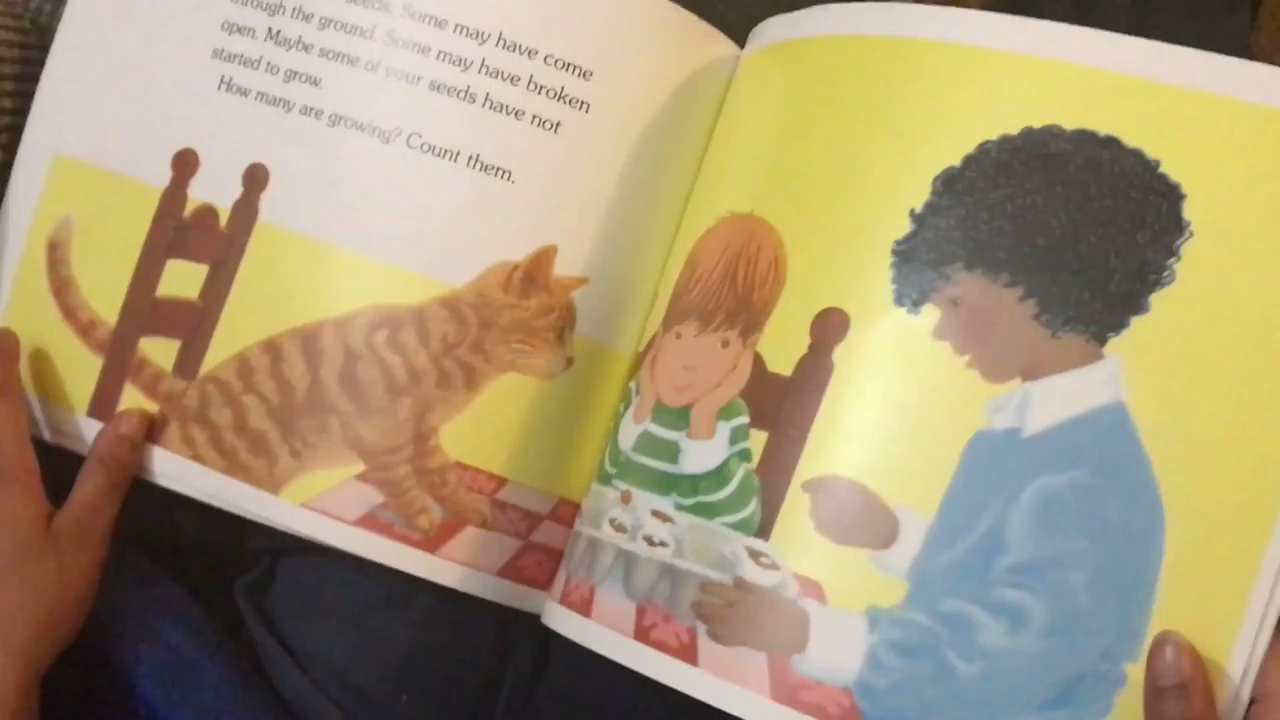 seeds. Some may have come
through the ground. Some may have broken
open. Maybe some of your seeds have not
started to grow.
How many are growing? Count them.